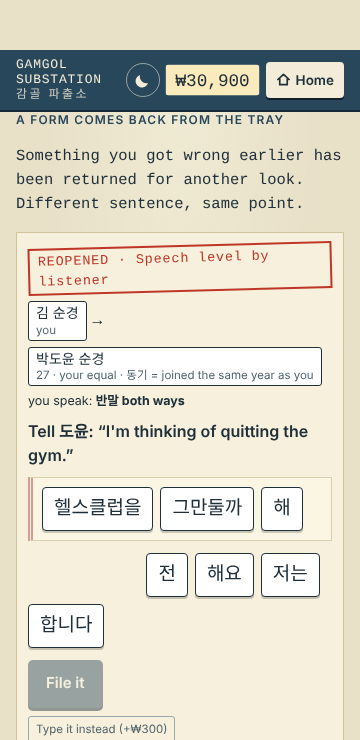 GAMGOL
SUBSTATION
감골 파출소
₩30,900
Home
A FORM COMES BACK FROM THE TRAY
Something you got wrong earlier has
been returned for another look.
Different sentence, same point.
REOPENED · Speech level by
listener
김 순경
you
→
박도윤 순경
27 · your equal · 동기 = joined the same year as you
you speak: 반말 both ways
Tell 도윤: “I'm thinking of quitting the
gym.”
헬스클럽을 그만둘까 해
전 해요 저는
합니다
File it
Type it instead (+₩300)